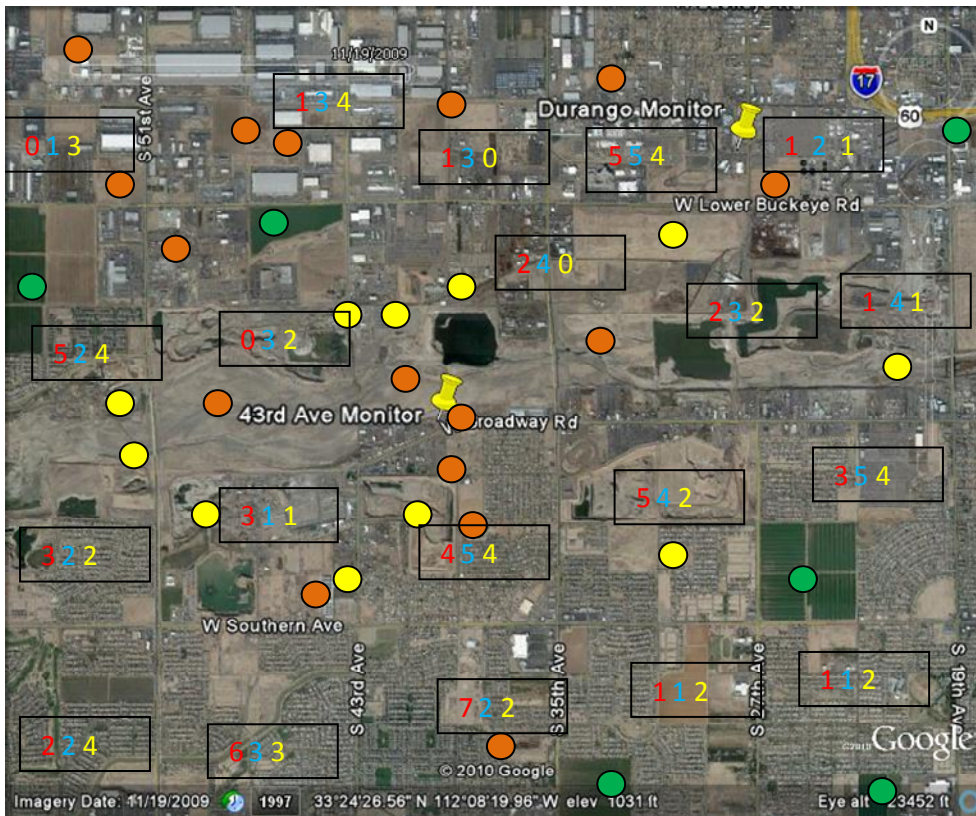 W Buckeye Rd
N
11/19/2009
17
60
S 51st Ave
1 3 4
Durango Monitor
0 1 3
1 3 0
5 5 4
1 2 1
W Lower Buckeye Rd
2 4 0
2 3 2
1 4 1
5 2 4
0 3 2
43rd Ave Monitor
Broadway Rd
3 5 4
5 4 2
3 1 1
3 2 2
4 5 4
W Southern Ave
S 43rd Ave
S 35th Ave
S 27th Ave
S 19th Ave
1 1 2
1 1 2
7 2 2
2 2 4
6 3 3
© 2010 Google
©2010 Google
Imagery Date: 11/19/2009 1997 33°24'26.56" N 112°08'19.96" W elev 1031 ft Eye alt 23452 ft